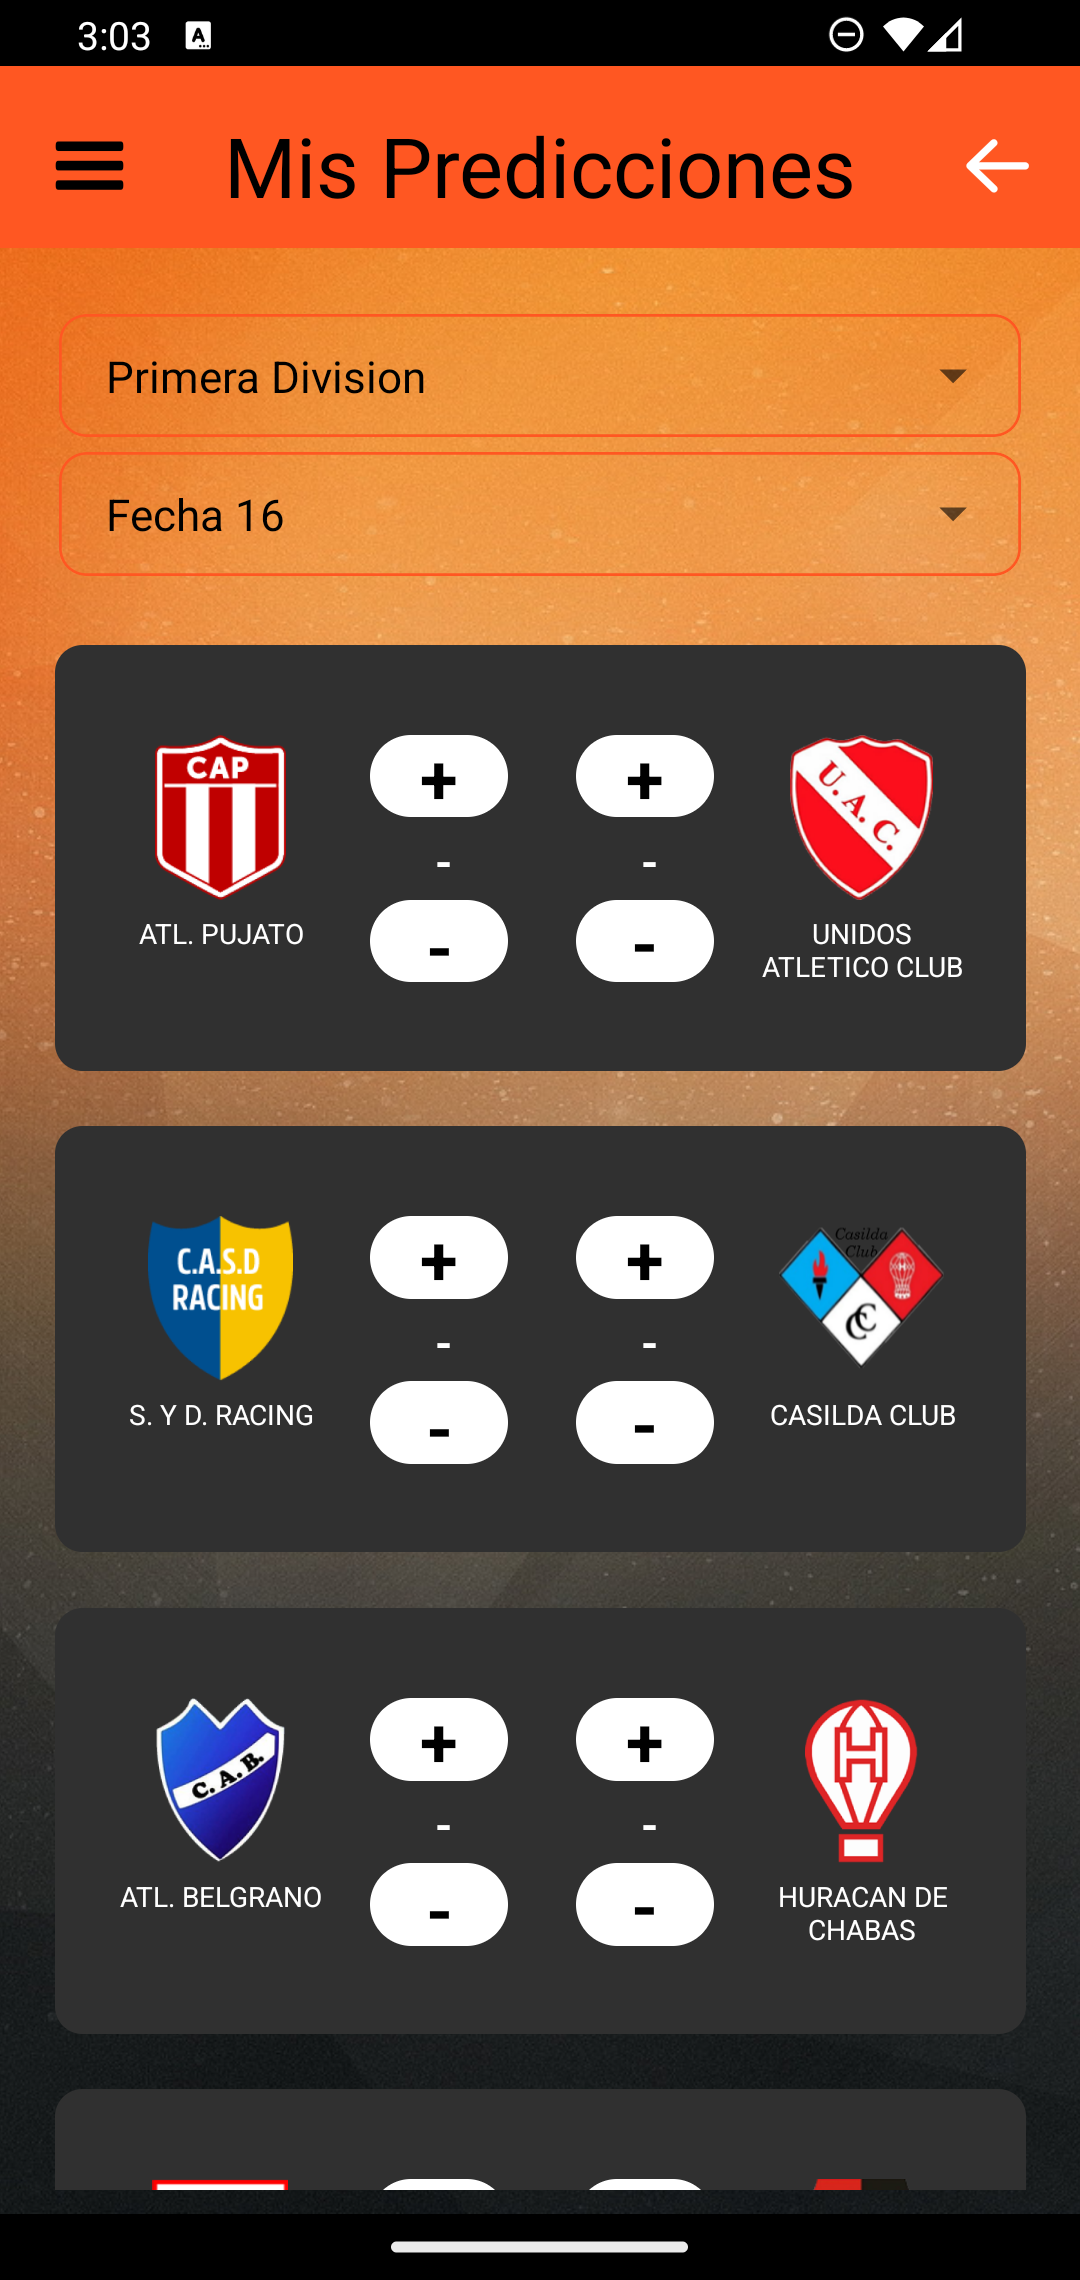 3:03
A
Mis Predicciones
Primera Division
Fecha 16
CAP
+
+
U.A.C.
-
-
-
-
ATL. PUJATO
UNIDOS
ATLETICO CLUB
C.A.S.D
RACING
+
+
Casilda
Club
CC
-
-
-
-
S. Y D. RACING
CASILDA CLUB
C.A.B.
+
+
H
-
-
-
-
ATL. BELGRANO
HURACAN DE
CHABAS